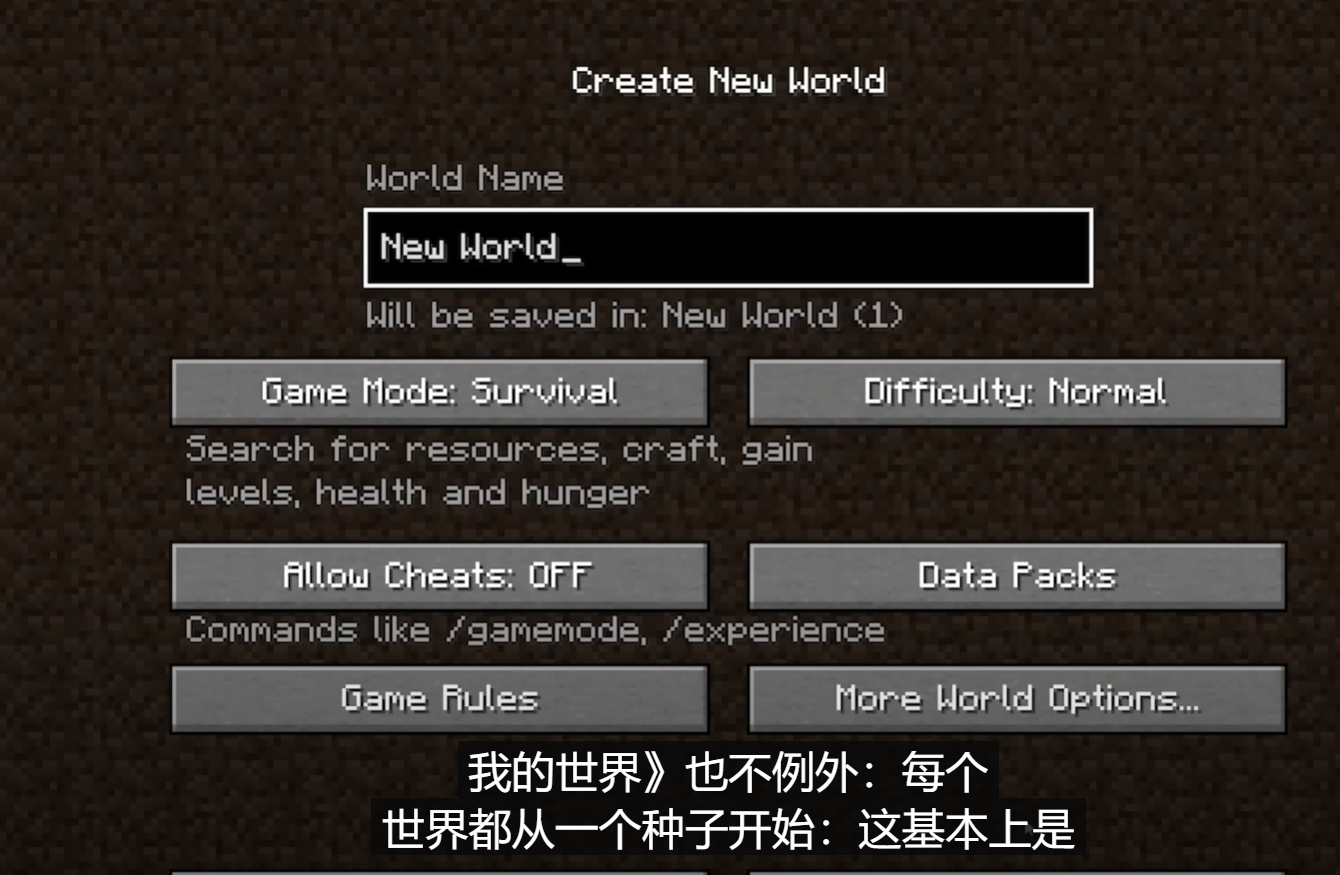 Create New World
World Name
New World_
Will be saved in: New World (1)
Game Mode: Survival
Difficulty: Normal
Search for resources, craft, gain
levels, health and hunger
Allow Cheats: OFF
Data Packs
Commands like /gamemode, /experience
Game Rules
More World Options...
我的世界》也不例外：每个
世界都从一个种子开始：这基本上是